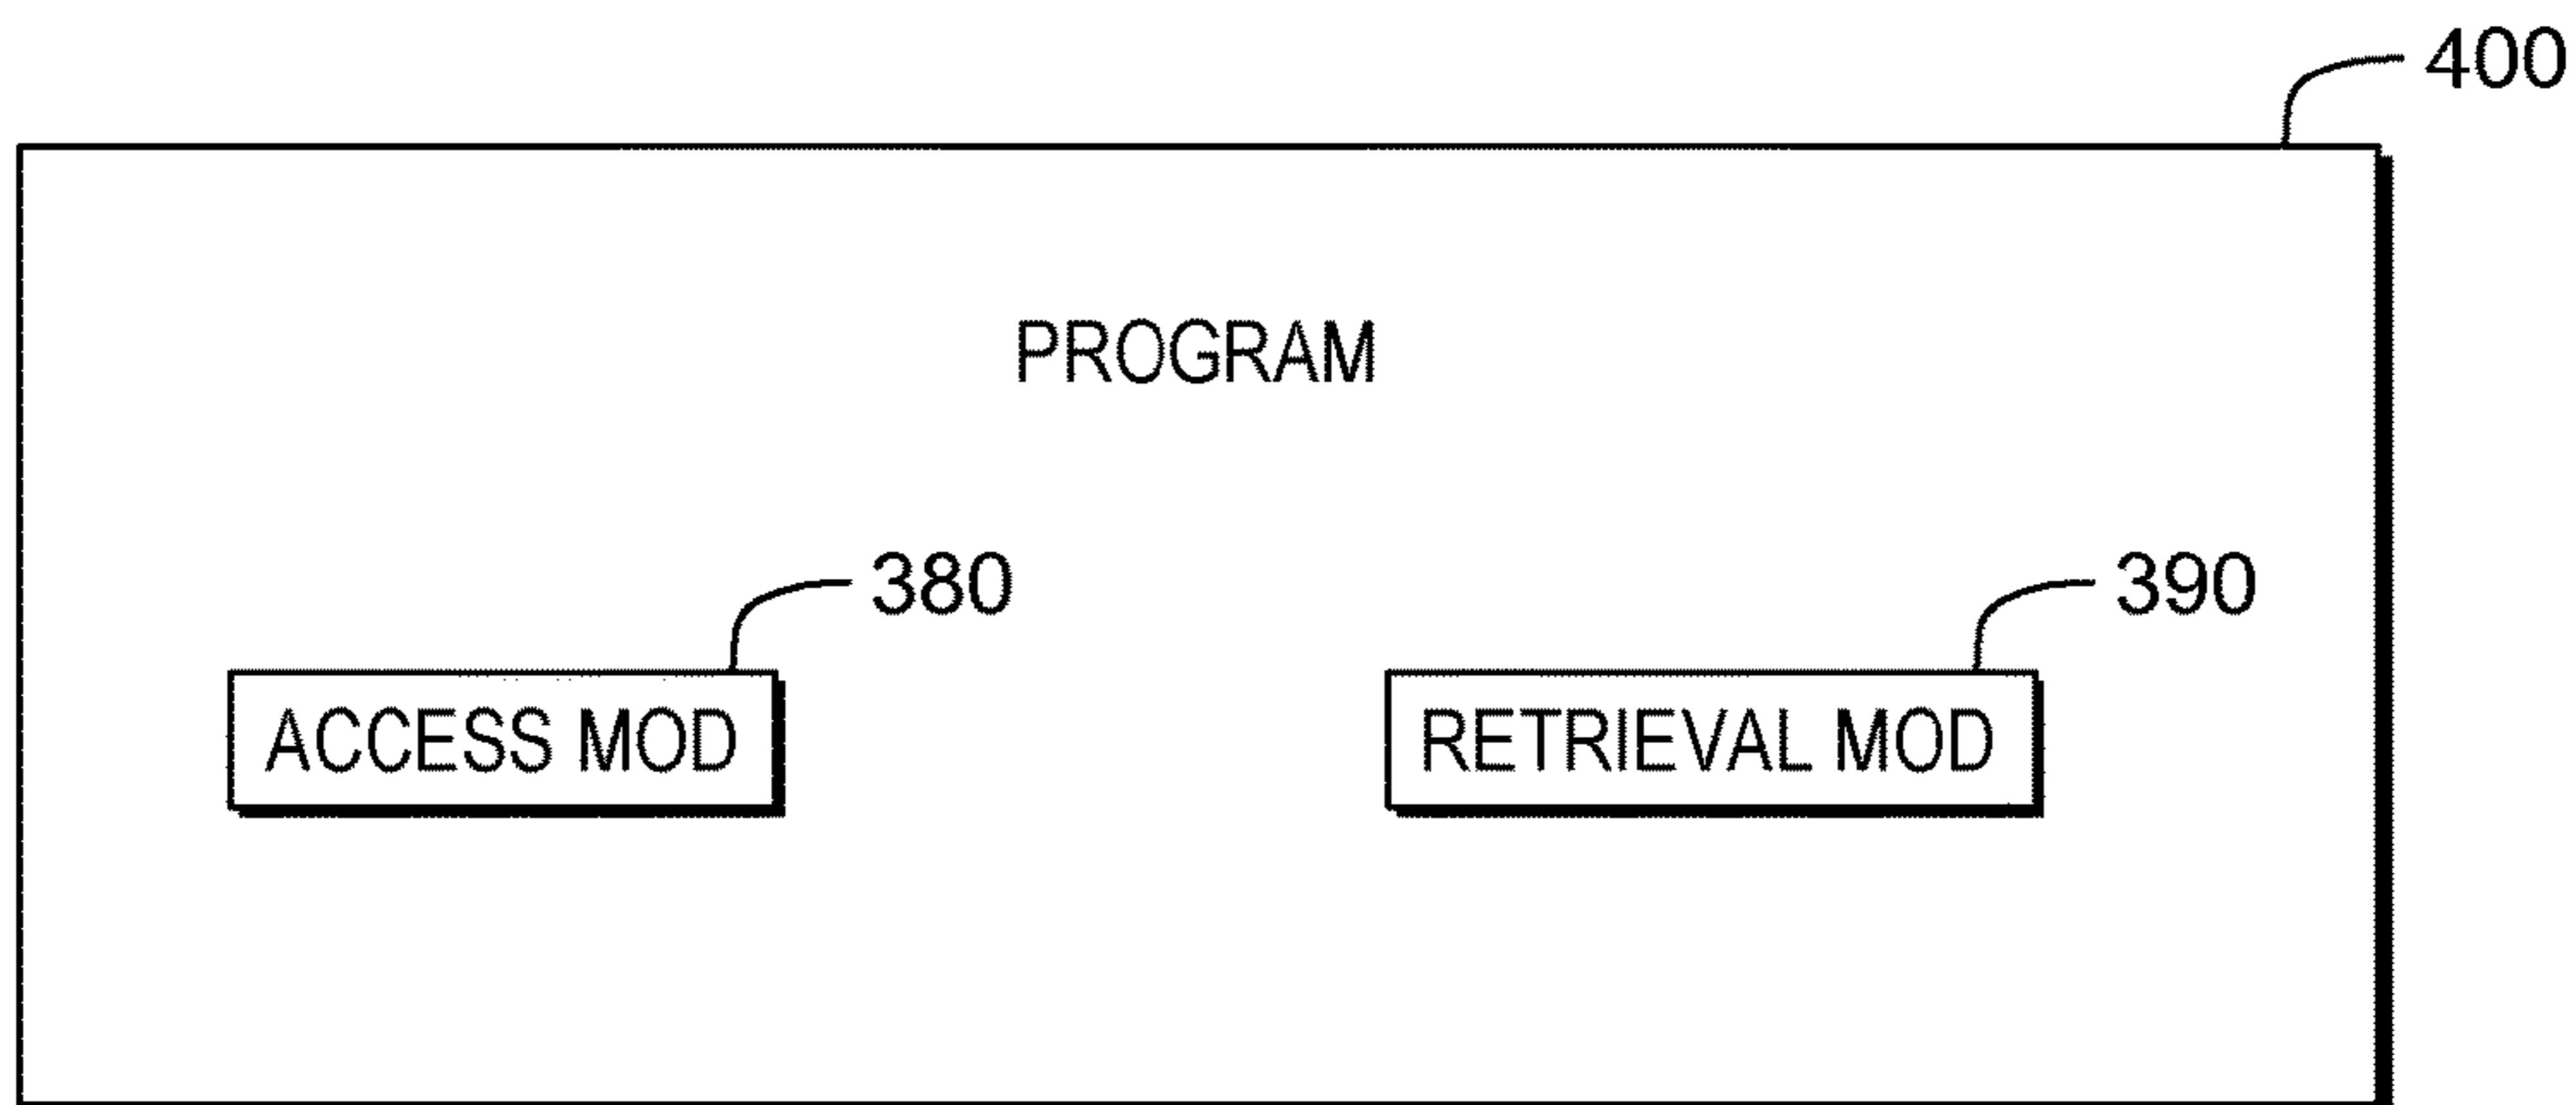 400
PROGRAM
380
390
ACCESS MOD
RETRIEVAL MOD